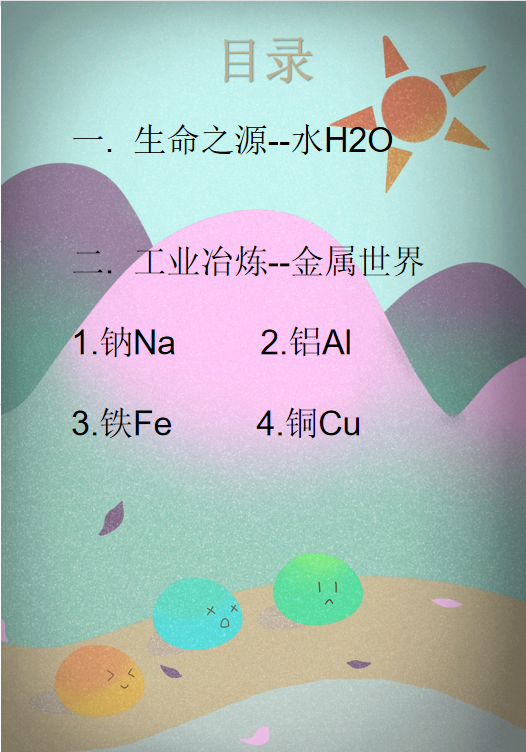 目录
一. 生命之源--水H2O
二. 工业冶炼--金属世界
1.钠Na 2.铝Al
3.铁Fe 4.铜Cu